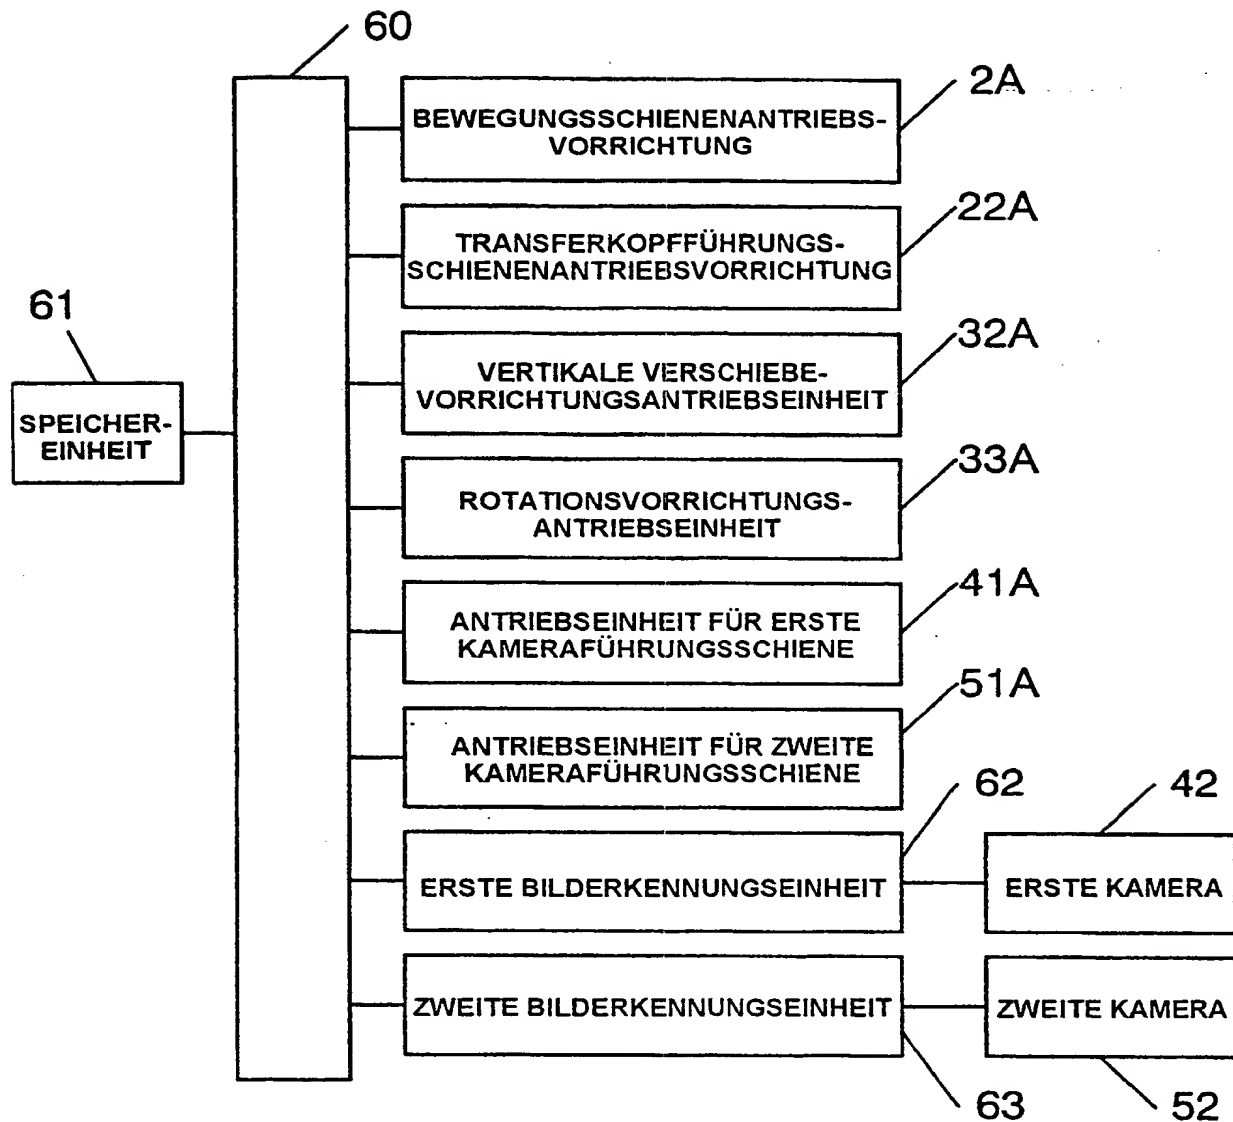 60
2A
BEWEGUNGSSCHIENENANTRIEBS-
VORRICHTUNG
22A
TRANSFERKOPFFÜHRUNGS-
SCHIENENANTRIEBSVORRICHTUNG
61
SPEICHER-
EINHEIT
32A
VERTIKALE VERSCHIEBE-
VORRICHTUNGSANTRIEBSEINHEIT
33A
ROTATIONSVORRICHTUNGS-
ANTRIEBSEINHEIT
41A
ANTRIEBSEINHEIT FÜR ERSTE
KAMERAFÜHRUNGSSCHIENE
51A
ANTRIEBSEINHEIT FÜR ZWEITE
KAMERAFÜHRUNGSSCHIENE
62
42
ERSTE BILDERKENNUNGSEINHEIT
ERSTE KAMERA
ZWEITE BILDERKENNUNGSEINHEIT
ZWEITE KAMERA
63
52